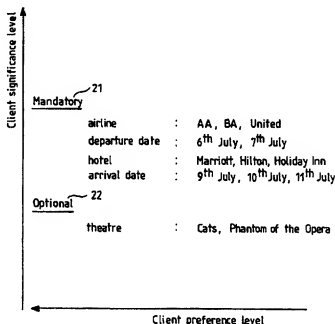 Client significance level
21
Mandatory
airline : AA, BA, United
departure date : 6th July, 7th July
hotel : Marriott, Hilton, Holiday Inn
arrival date : 9th July, 10th July, 11th July
22
Optional
theatre : Cats, Phantom of the Opera
Client preference level